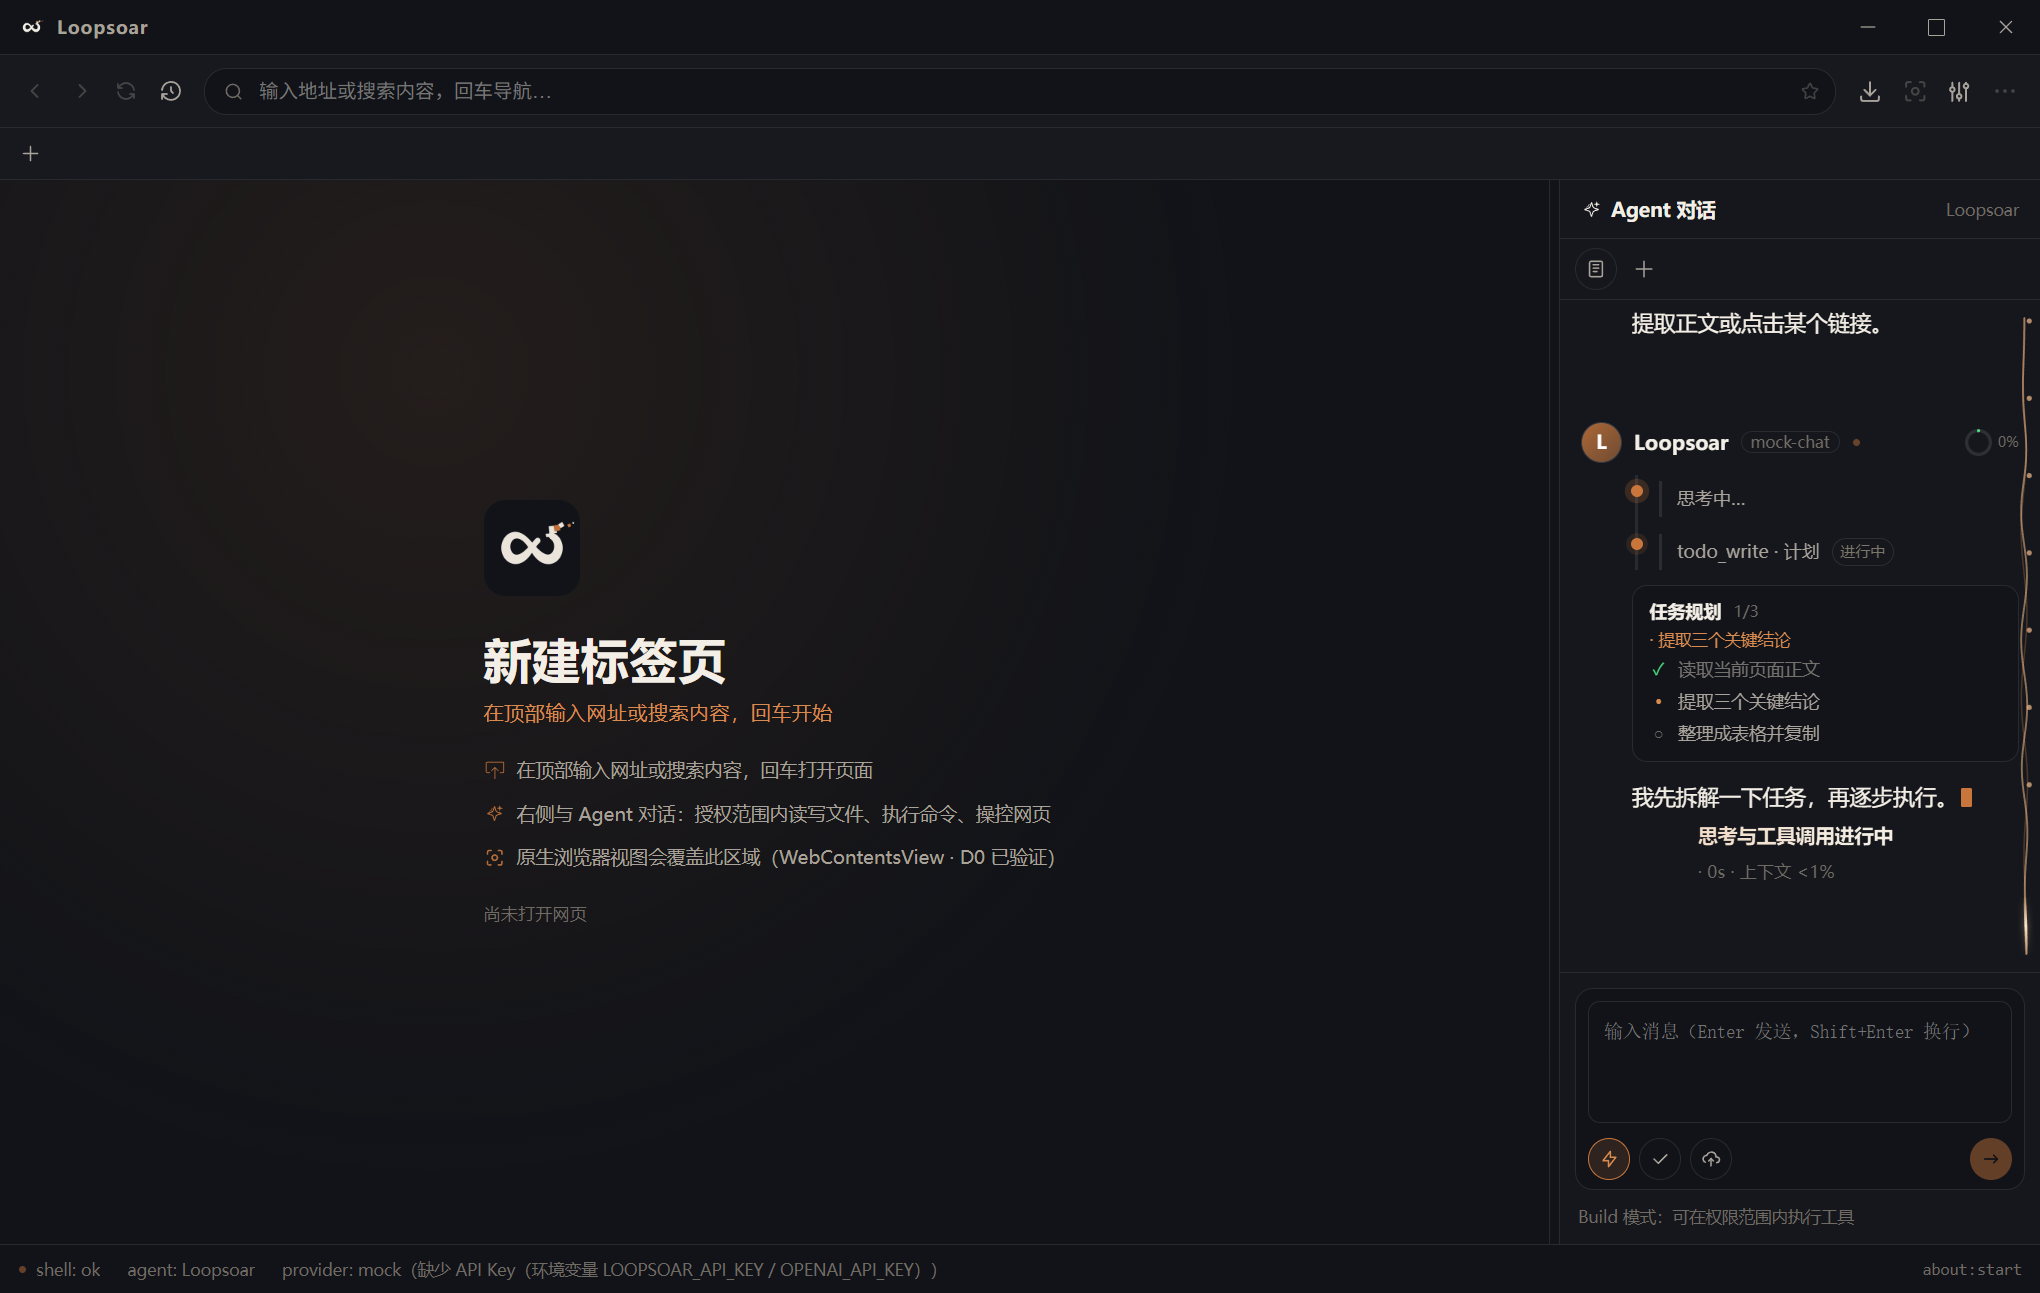 Loopsoar
输入地址或搜索内容，回车导航…
新建标签页
在顶部输入网址或搜索内容，回车开始
在顶部输入网址或搜索内容，回车打开页面
右侧与 Agent 对话：授权范围内读写文件、执行命令、操控网页
原生浏览器视图会覆盖此区域（WebContentsView · D0 已验证）
尚未打开网页
Agent 对话 Loopsoar
提取正文或点击某个链接。
L Loopsoar mock-chat 0%
思考中...
todo_write · 计划 进行中
任务规划 1/3
· 提取三个关键结论
✓ 读取当前页面正文
• 提取三个关键结论
○ 整理成表格并复制
我先拆解一下任务，再逐步执行。
思考与工具调用进行中
· 0s · 上下文 <1%
输入消息（Enter 发送，Shift+Enter 换行）
Build 模式：可在权限范围内执行工具
shell: ok agent: Loopsoar provider: mock（缺少 API Key（环境变量 LOOPSOAR_API_KEY / OPENAI_API_KEY）） about:start